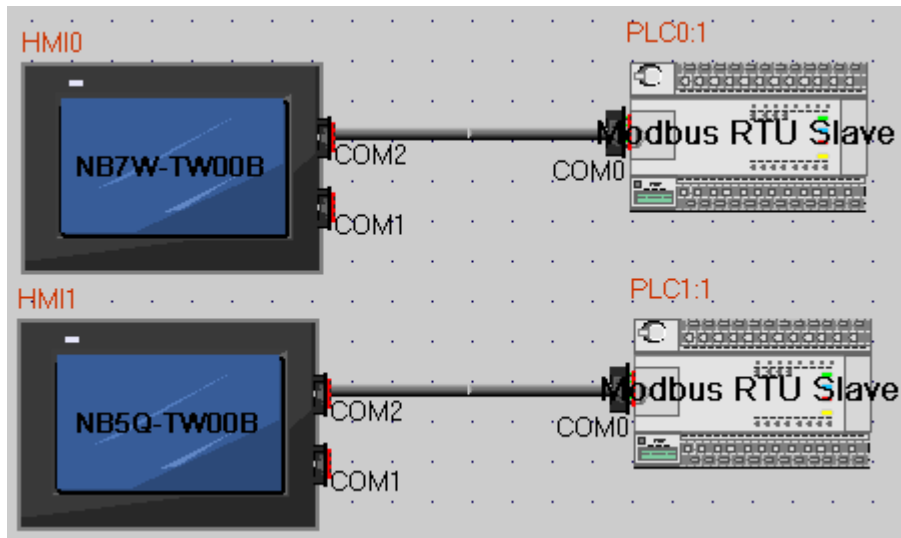 HMI0
PLC0:1
NB7W-TW00B
COM2
COM1
COM0
Modbus RTU Slave
HMI1
PLC1:1
NB5Q-TW00B
COM2
COM1
COM0
Modbus RTU Slave